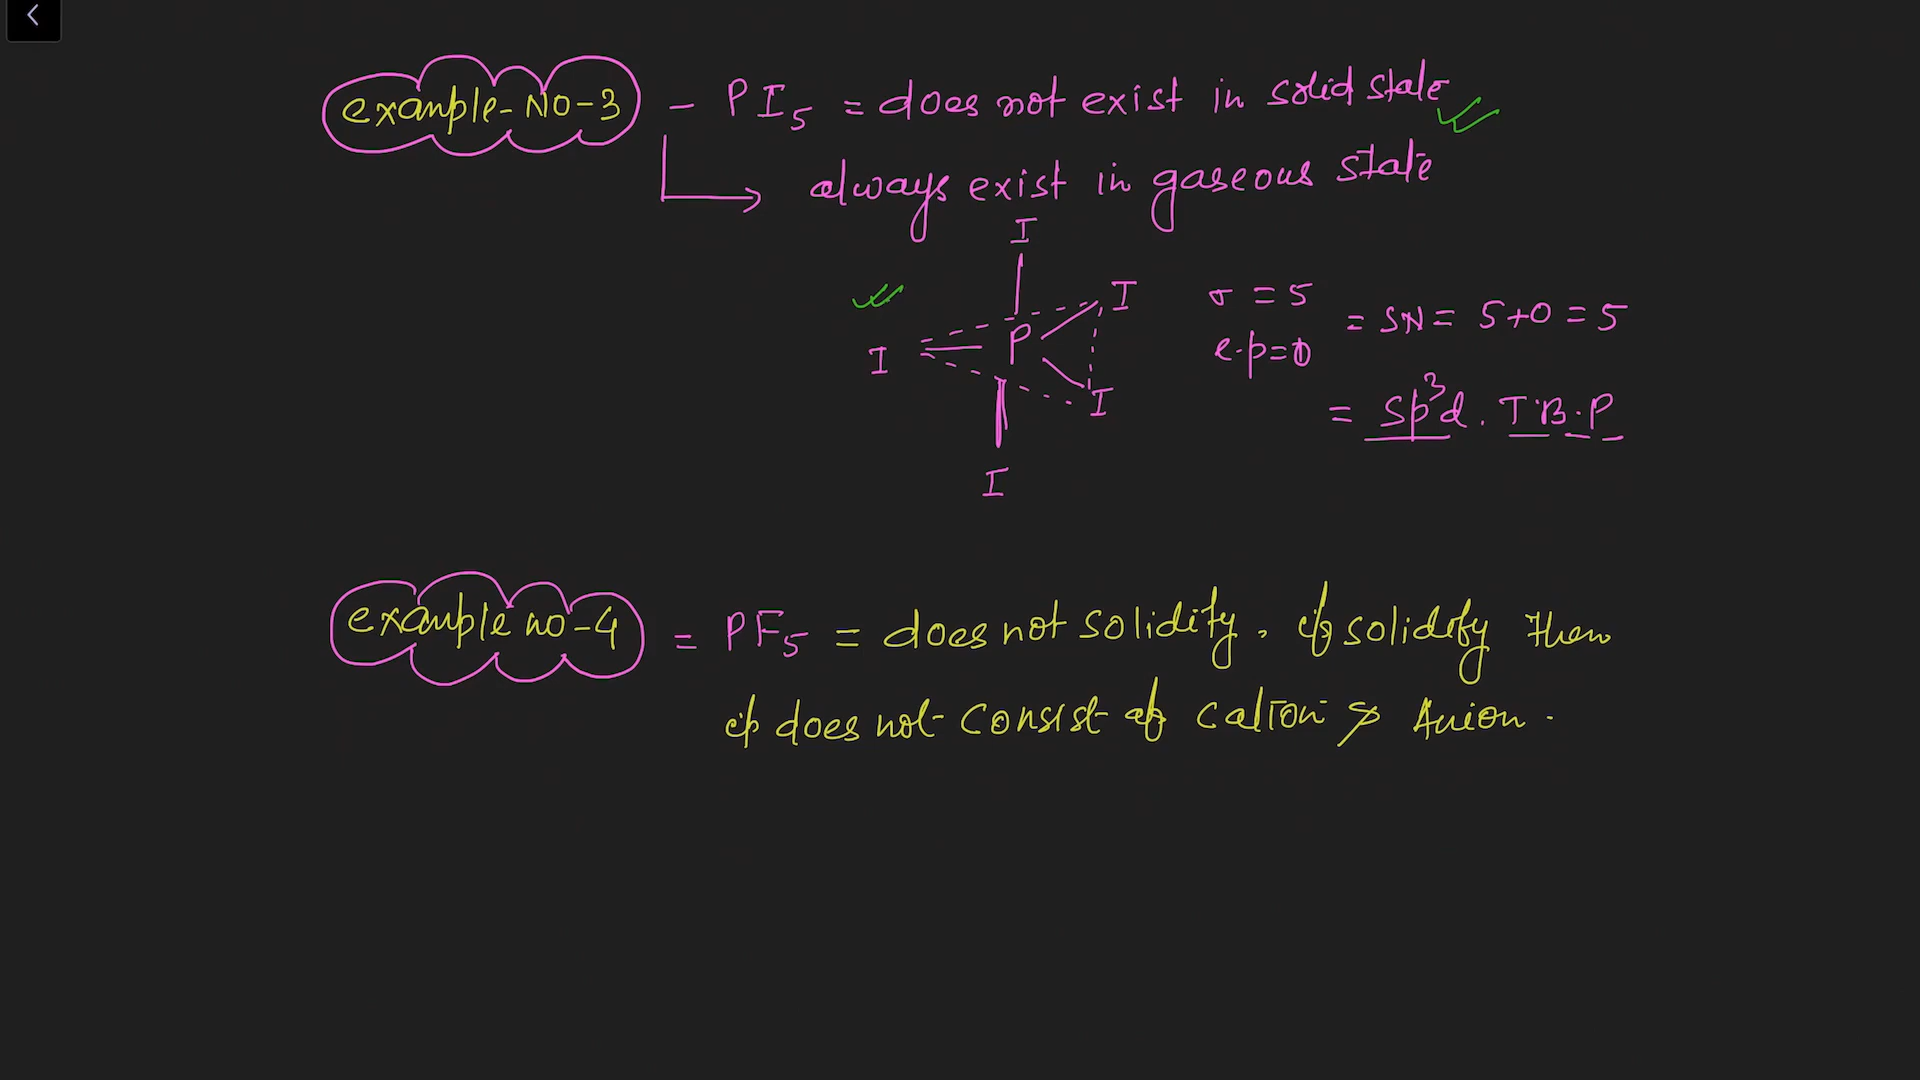 example-NO-3 - PI5 = does not exist in solid state
always exist in gaseous state
I
I
σ = 5
= SN = 5+0 = 5
P
I
l.p=0
I
= Sp³d. T.B.P
I
example no-4 = PF5 = does not solidify. if solidify then
it does not consist of cation & Anion.